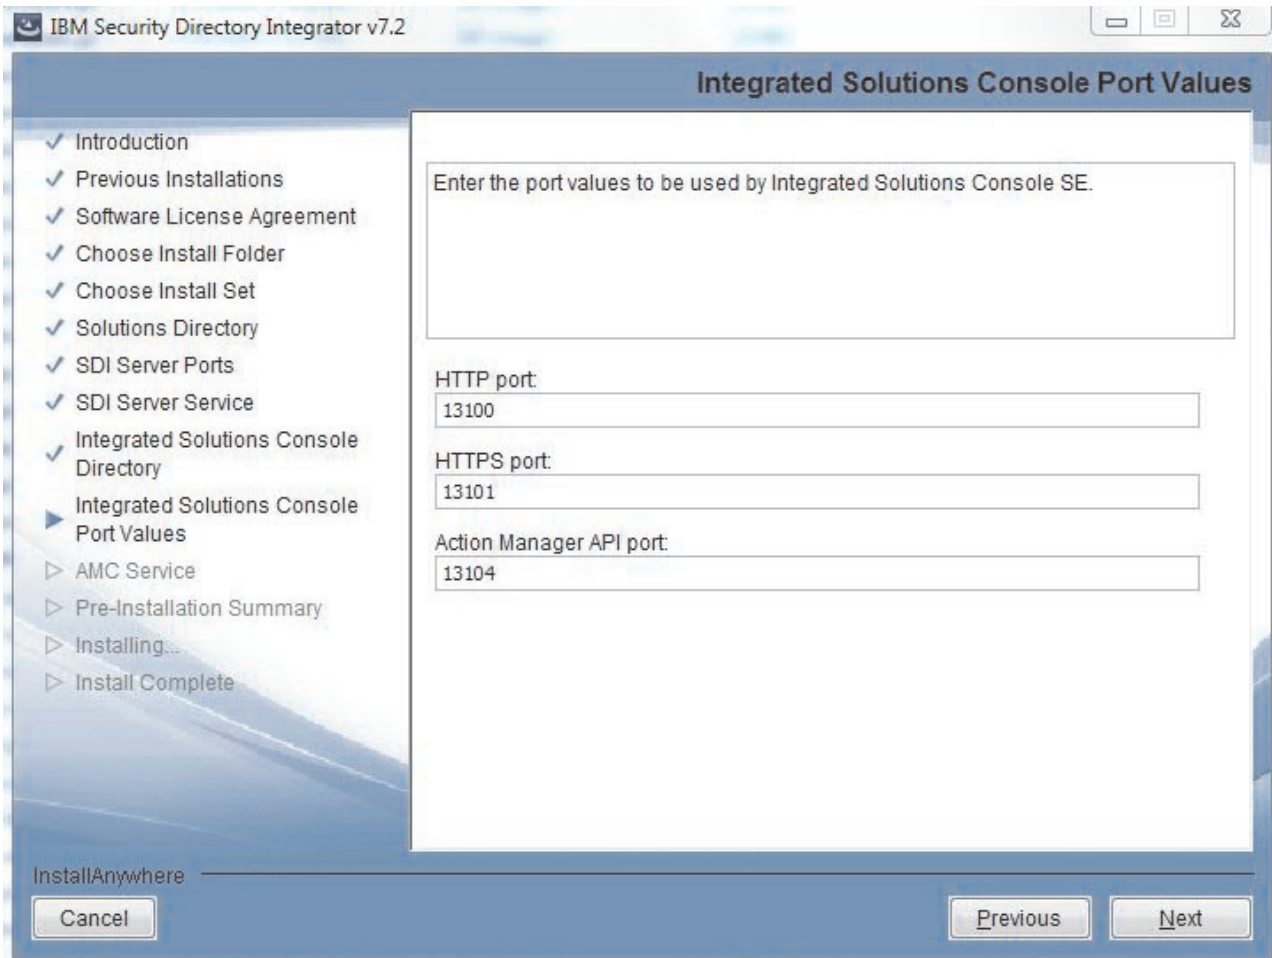 IBM Security Directory Integrator v7.2
Integrated Solutions Console Port Values
Introduction
Previous Installations
Software License Agreement
Choose Install Folder
Choose Install Set
Solutions Directory
SDI Server Ports
SDI Server Service
Integrated Solutions Console
Directory
Integrated Solutions Console
Port Values
AMC Service
Pre-Installation Summary
Installing...
Install Complete
Enter the port values to be used by Integrated Solutions Console SE.
HTTP port:
13100
HTTPS port:
13101
Action Manager API port:
13104
InstallAnywhere
Cancel
Previous
Next